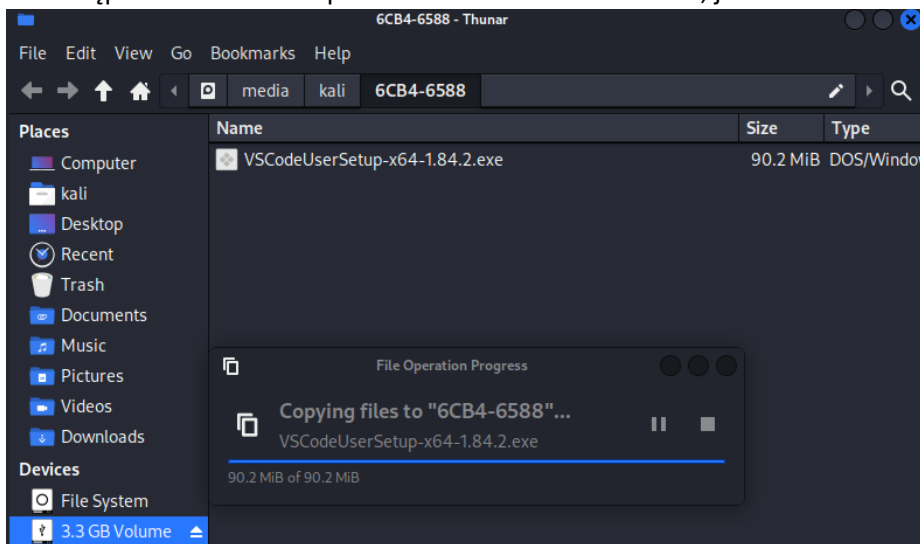 6CB4-6588 - Thunar
File Edit View Go Bookmarks Help
media kali 6CB4-6588
Places
Name Size Type
VSCodeUserSetup-x64-1.84.2.exe 90.2 MiB DOS/Windo
Computer
kali
Desktop
Recent
Trash
Documents
Music
Pictures
Videos
Downloads
Devices
File System
3.3 GB Volume
File Operation Progress
Copying files to "6CB4-6588"...
VSCodeUserSetup-x64-1.84.2.exe
90.2 MiB of 90.2 MiB